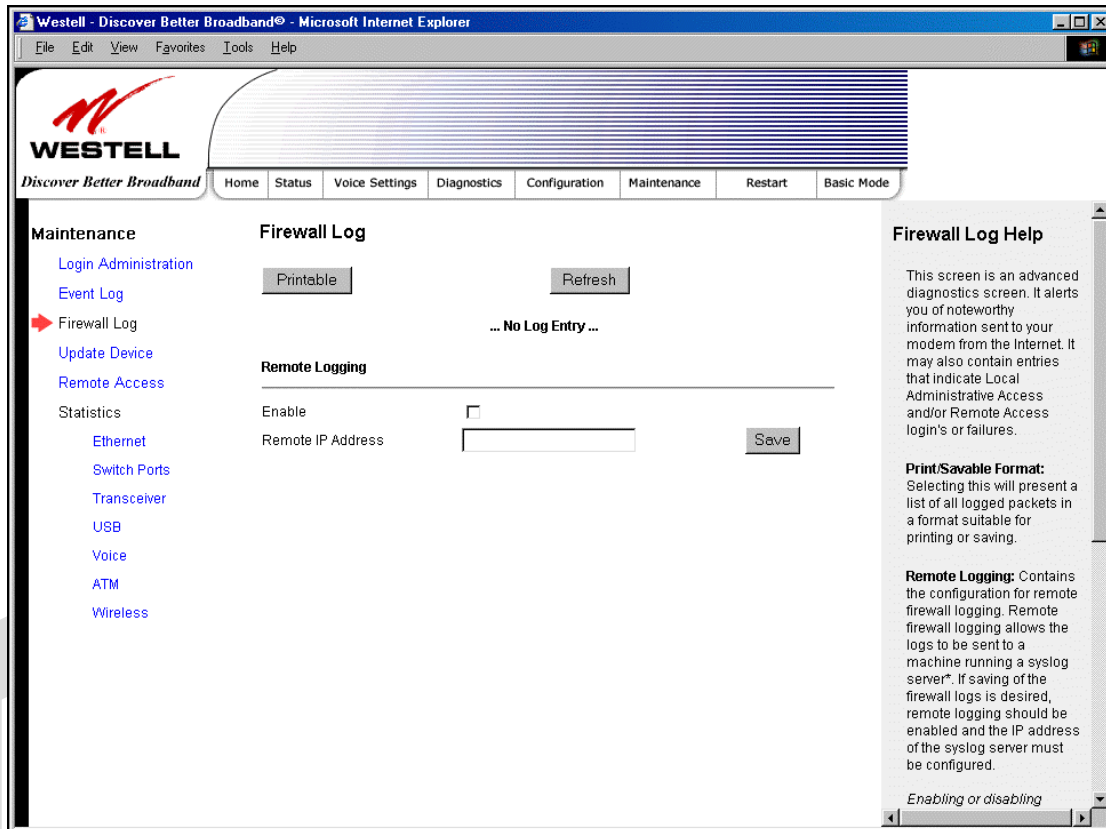 Westell - Discover Better Broadband® - Microsoft Internet Explorer
File Edit View Favorites Tools Help
WESTELL
Discover Better Broadband
Home Status Voice Settings Diagnostics Configuration Maintenance Restart Basic Mode
Maintenance
Login Administration
Event Log
Firewall Log
Update Device
Remote Access
Statistics
Ethernet
Switch Ports
Transceiver
USB
Voice
ATM
Wireless
Firewall Log
Printable Refresh
... No Log Entry ...
Remote Logging
Enable
Remote IP Address Save
Firewall Log Help
This screen is an advanced
diagnostics screen. It alerts
you of noteworthy
information sent to your
modem from the Internet. It
may also contain entries
that indicate Local
Administrative Access
and/or Remote Access
login's or failures.
Print/Savable Format:
Selecting this will present a
list of all logged packets in
a format suitable for
printing or saving.
Remote Logging: Contains
the configuration for remote
firewall logging. Remote
firewall logging allows the
logs to be sent to a
machine running a syslog
server*. If saving of the
firewall logs is desired,
remote logging should be
enabled and the IP address
of the syslog server must
be configured.
Enabling or disabling